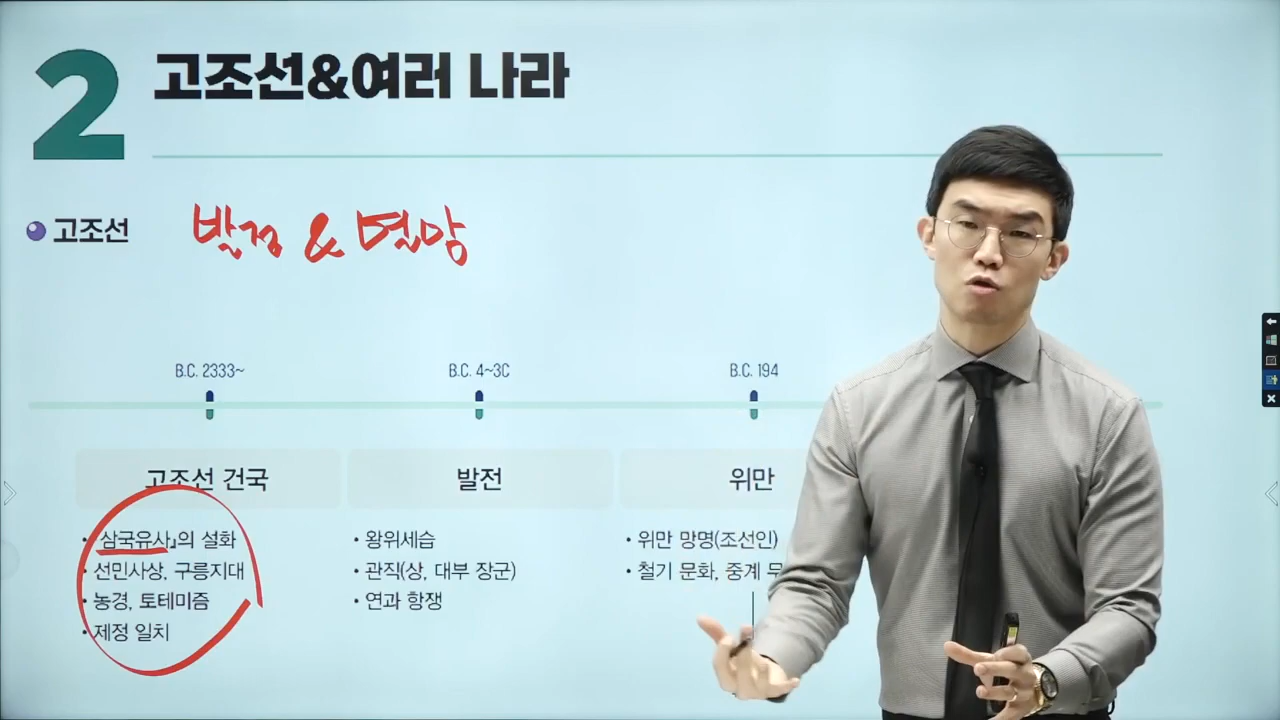 2
고조선&여러 나라
고조선
발전 & 멸망
B.C. 2333~
B.C. 4~3C
B.C. 194
고조선 건국
발전
위만
• 삼국유사』의 설화
• 선민사상, 구릉지대
• 농경, 토테미즘
• 제정 일치
• 왕위세습
• 관직(상, 대부 장군)
• 연과 항쟁
• 위만 망명(조선인)
• 철기 문화, 중계